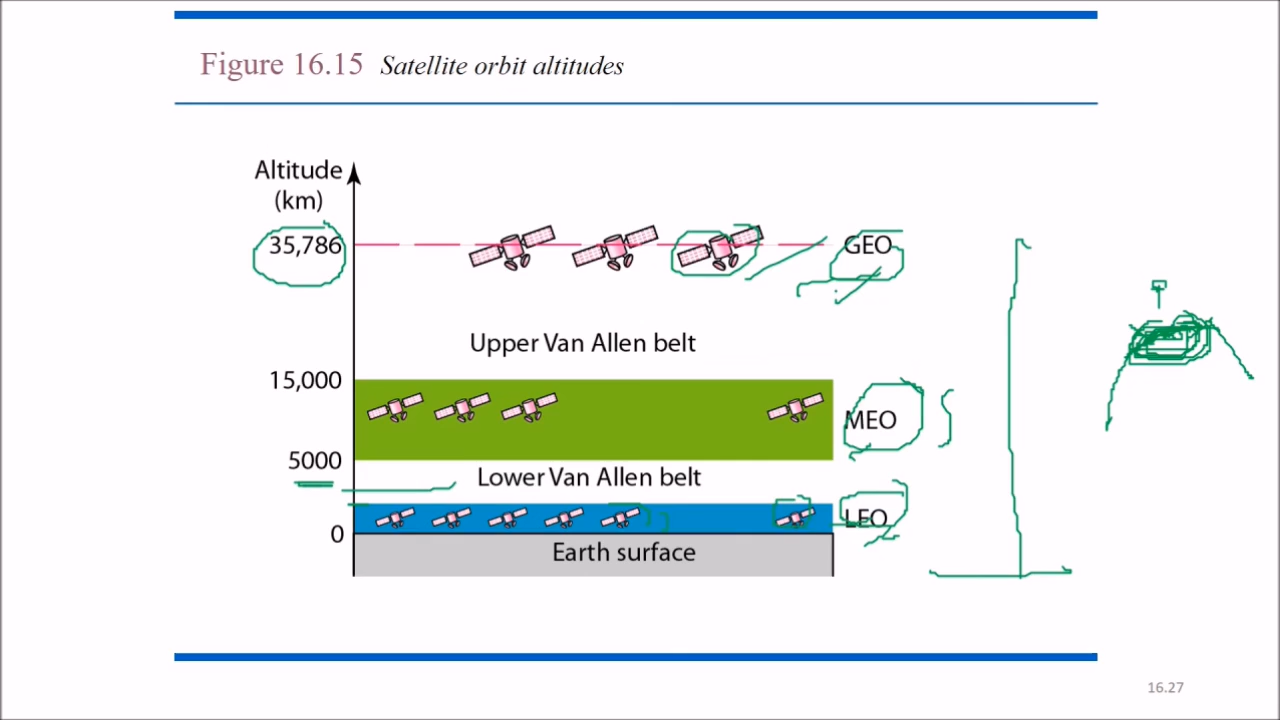 Figure 16.15 Satellite orbit altitudes
Altitude
(km)
35,786
GEO
Upper Van Allen belt
15,000
MEO
5000
Lower Van Allen belt
LEO
0
Earth surface
16.27